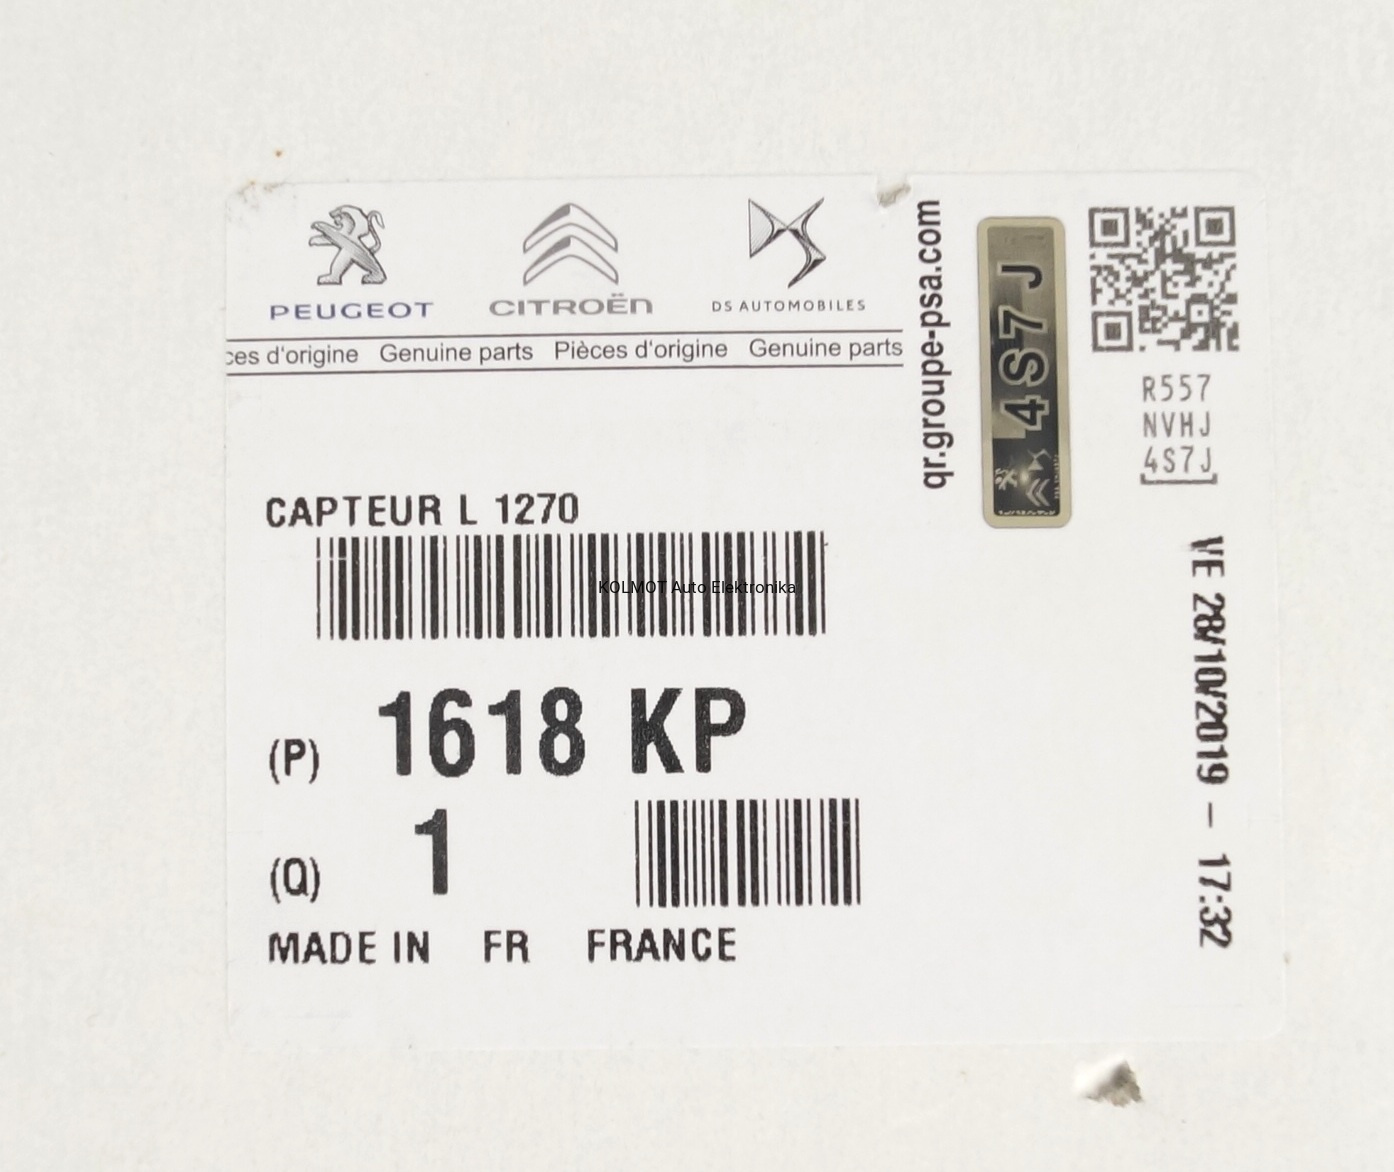 PEUGEOT
CITROËN
DS AUTOMOBILES
ces d'origine Genuine parts Pièces d'origine Genuine parts
qr.groupe-psa.com
4S7J
R557
NVHJ
4S7J
CAPTEUR L 1270
KOLMOT Auto Elektronika
(P) 1618 KP
(Q) 1
MADE IN FR FRANCE
VE 28/10/2019 - 17:32